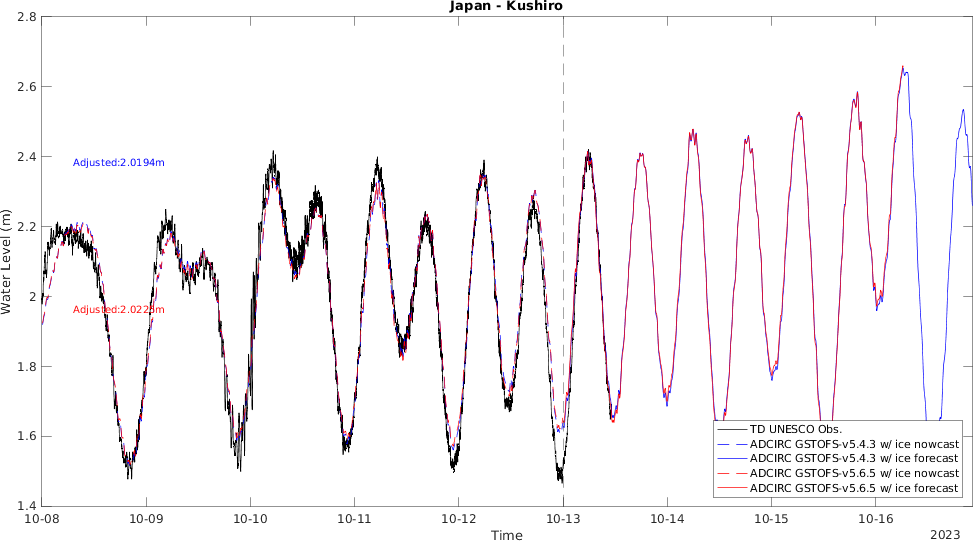 Japan - Kushiro
2.8
2.6
2.4
2.2
2
1.8
1.6
1.4
Water Level (m)
Adjusted:2.0194m
Adjusted:2.0223m
TD UNESCO Obs.
ADCIRC GSTOFS-v5.4.3 w/ ice nowcast
ADCIRC GSTOFS-v5.4.3 w/ ice forecast
ADCIRC GSTOFS-v5.6.5 w/ ice nowcast
ADCIRC GSTOFS-v5.6.5 w/ ice forecast
10-08 10-09 10-10 10-11 10-12 10-13 10-14 10-15 10-16
Time
2023